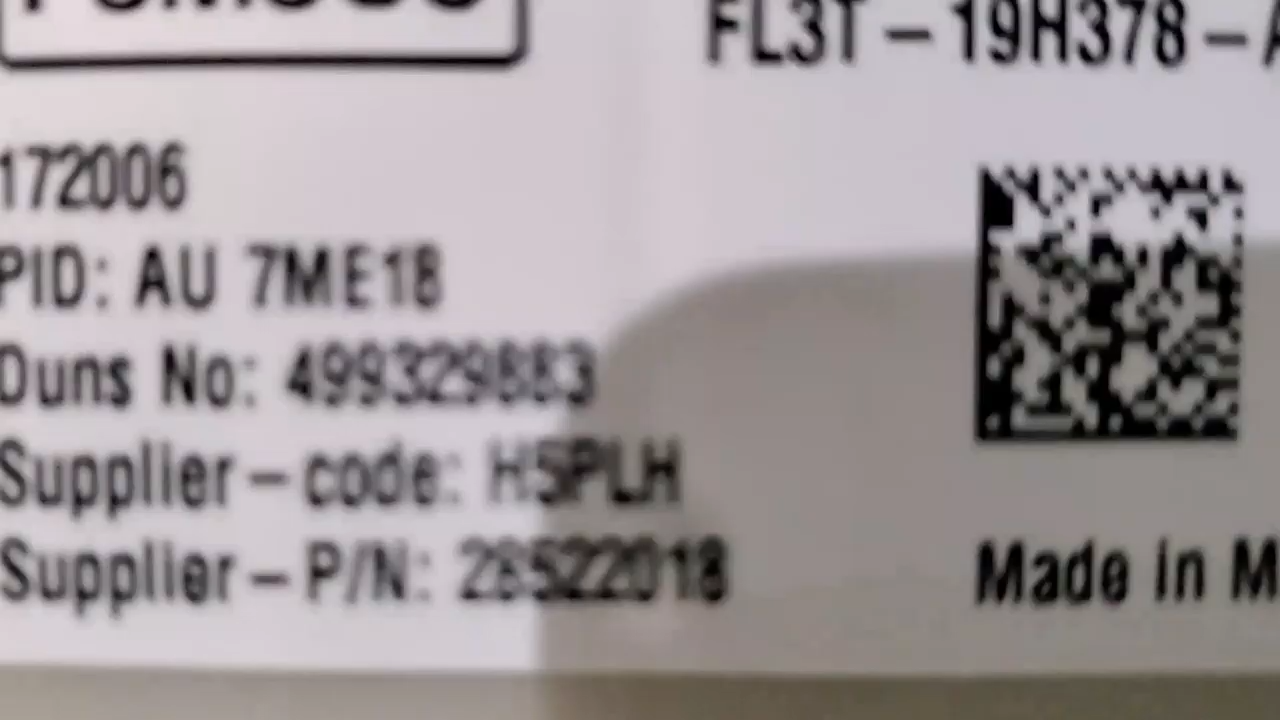 FL3T-19H378-A
172006
PID: AU 7ME18
Duns No: 499329883
Supplier-code: H5PLH
Supplier-P/N: 28522018
Made in M